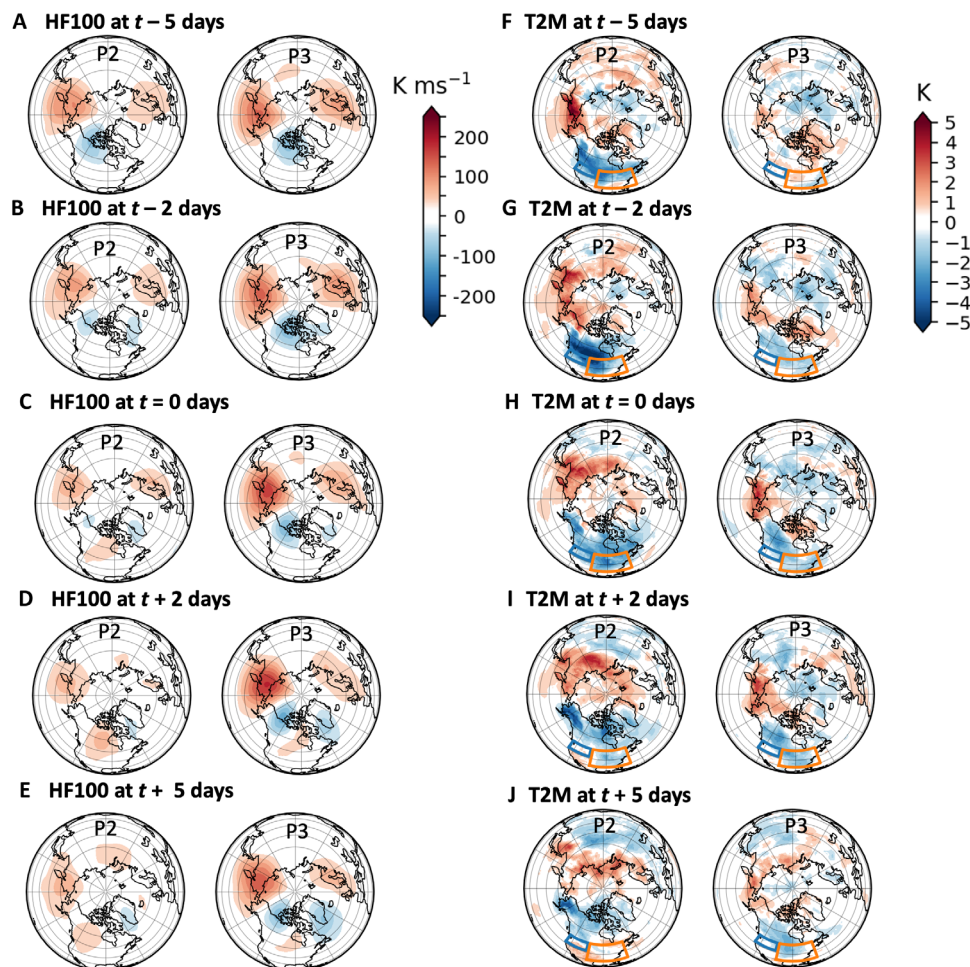 A HF100 at t – 5 days
P2
P3
K ms⁻¹
200
100
0
-100
-200
B HF100 at t – 2 days
P2
P3
C HF100 at t = 0 days
P2
P3
D HF100 at t + 2 days
P2
P3
E HF100 at t + 5 days
P2
P3
F T2M at t – 5 days
P2
P3
K
5
4
3
2
1
0
−1
−2
−3
−4
−5
G T2M at t – 2 days
P2
P3
H T2M at t = 0 days
P2
P3
I T2M at t + 2 days
P2
P3
J T2M at t + 5 days
P2
P3